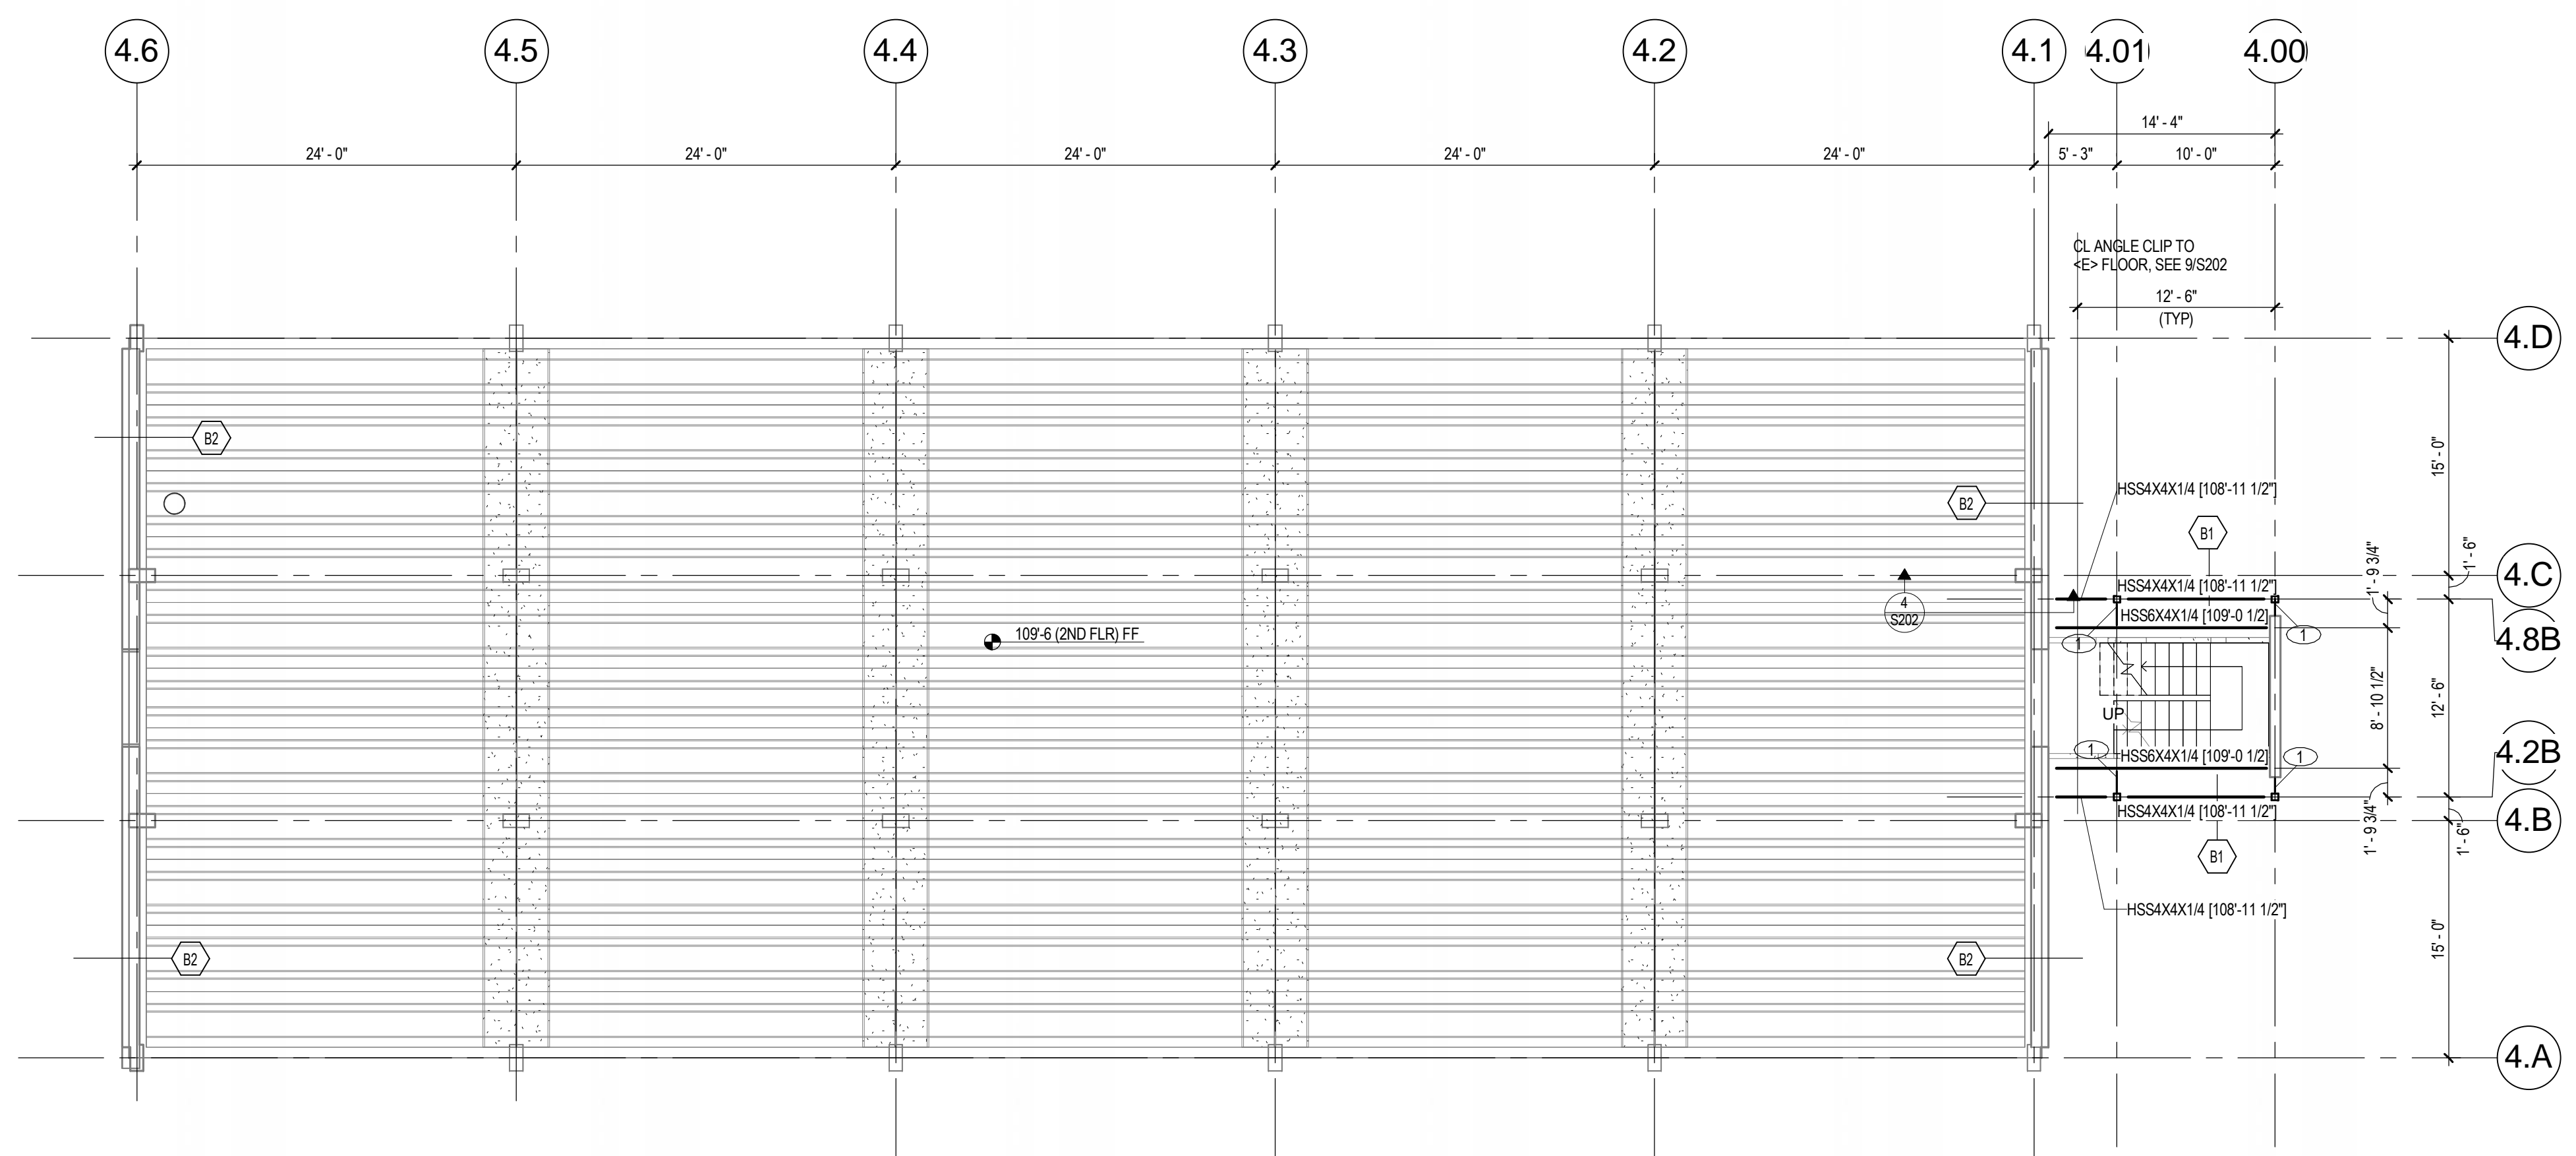 4.6
4.5
4.4
4.3
4.2
4.1
4.01
4.00
14' - 4"
24' - 0"
24' - 0"
24' - 0"
24' - 0"
24' - 0"
5' - 3"
10' - 0"
CL ANGLE CLIP TO
<E> FLOOR, SEE 9/S202
12' - 6"
(TYP)
4.D
B2
15' - 0"
HSS4X4X1/4 [108'-11 1/2"]
B2
B1
1' - 9 3/4"
1' - 6"
4.C
HSS4X4X1/4 [108'-11 1/2"]
4
S202
HSS6X4X1/4 [109'-0 1/2]
109'-6 (2ND FLR) FF
1
1
4.8B
8' - 10 1/2"
12' - 6"
UP
1
HSS6X4X1/4 [109'-0 1/2]
1
4.2B
HSS4X4X1/4 [108'-11 1/2"]
1' - 9 3/4"
1' - 6"
4.B
B1
HSS4X4X1/4 [108'-11 1/2"]
15' - 0"
B2
B2
4.A